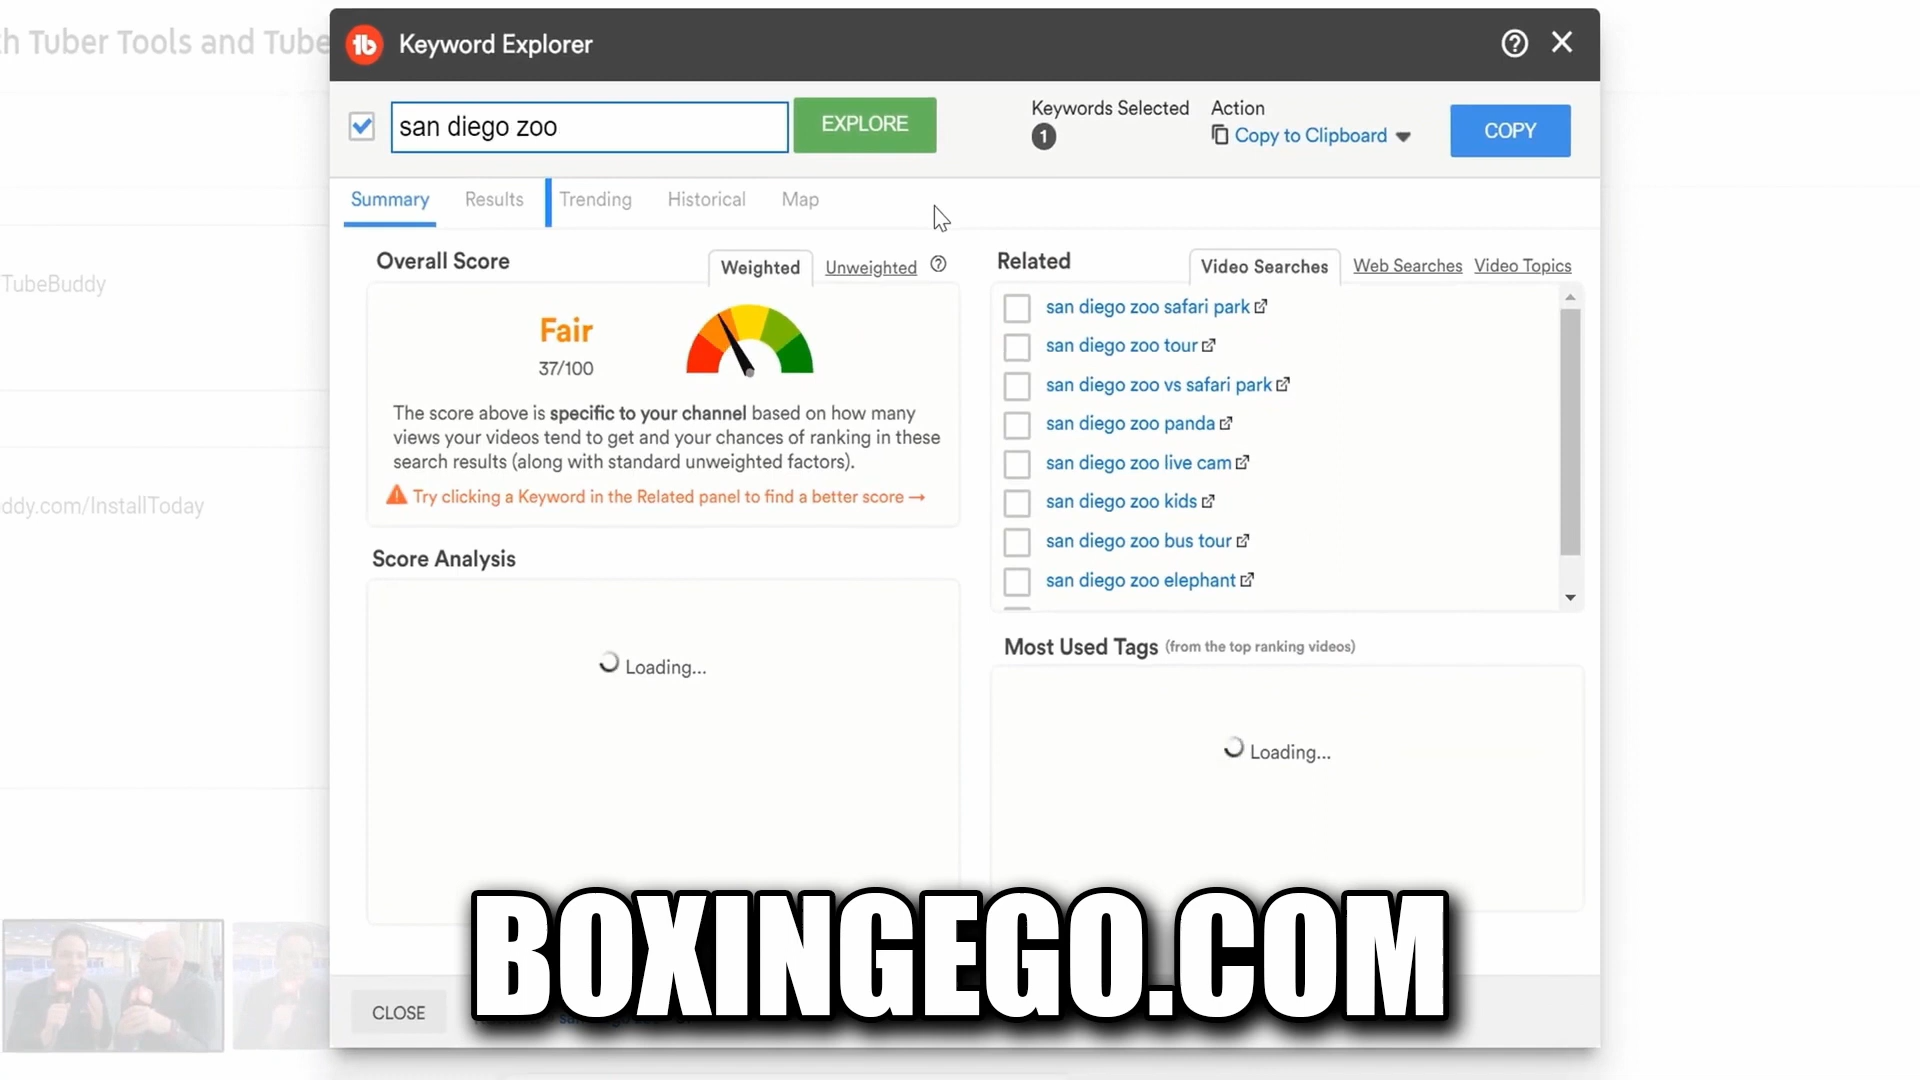 h Tuber Tools and Tube
Keyword Explorer
san diego zoo
EXPLORE
Keywords Selected
1
Action
Copy to Clipboard
COPY
Summary
Results
Trending
Historical
Map
Overall Score
Weighted
Unweighted
Fair
37/100
The score above is specific to your channel based on how many
views your videos tend to get and your chances of ranking in these
search results (along with standard unweighted factors).
Try clicking a Keyword in the Related panel to find a better score →
Related
Video Searches
Web Searches
Video Topics
san diego zoo safari park
san diego zoo tour
san diego zoo vs safari park
san diego zoo panda
san diego zoo live cam
san diego zoo kids
san diego zoo bus tour
san diego zoo elephant
Score Analysis
Loading...
Most Used Tags (from the top ranking videos)
Loading...
TubeBuddy
ddy.com/InstallToday
BOXINGEGO.COM
CLOSE